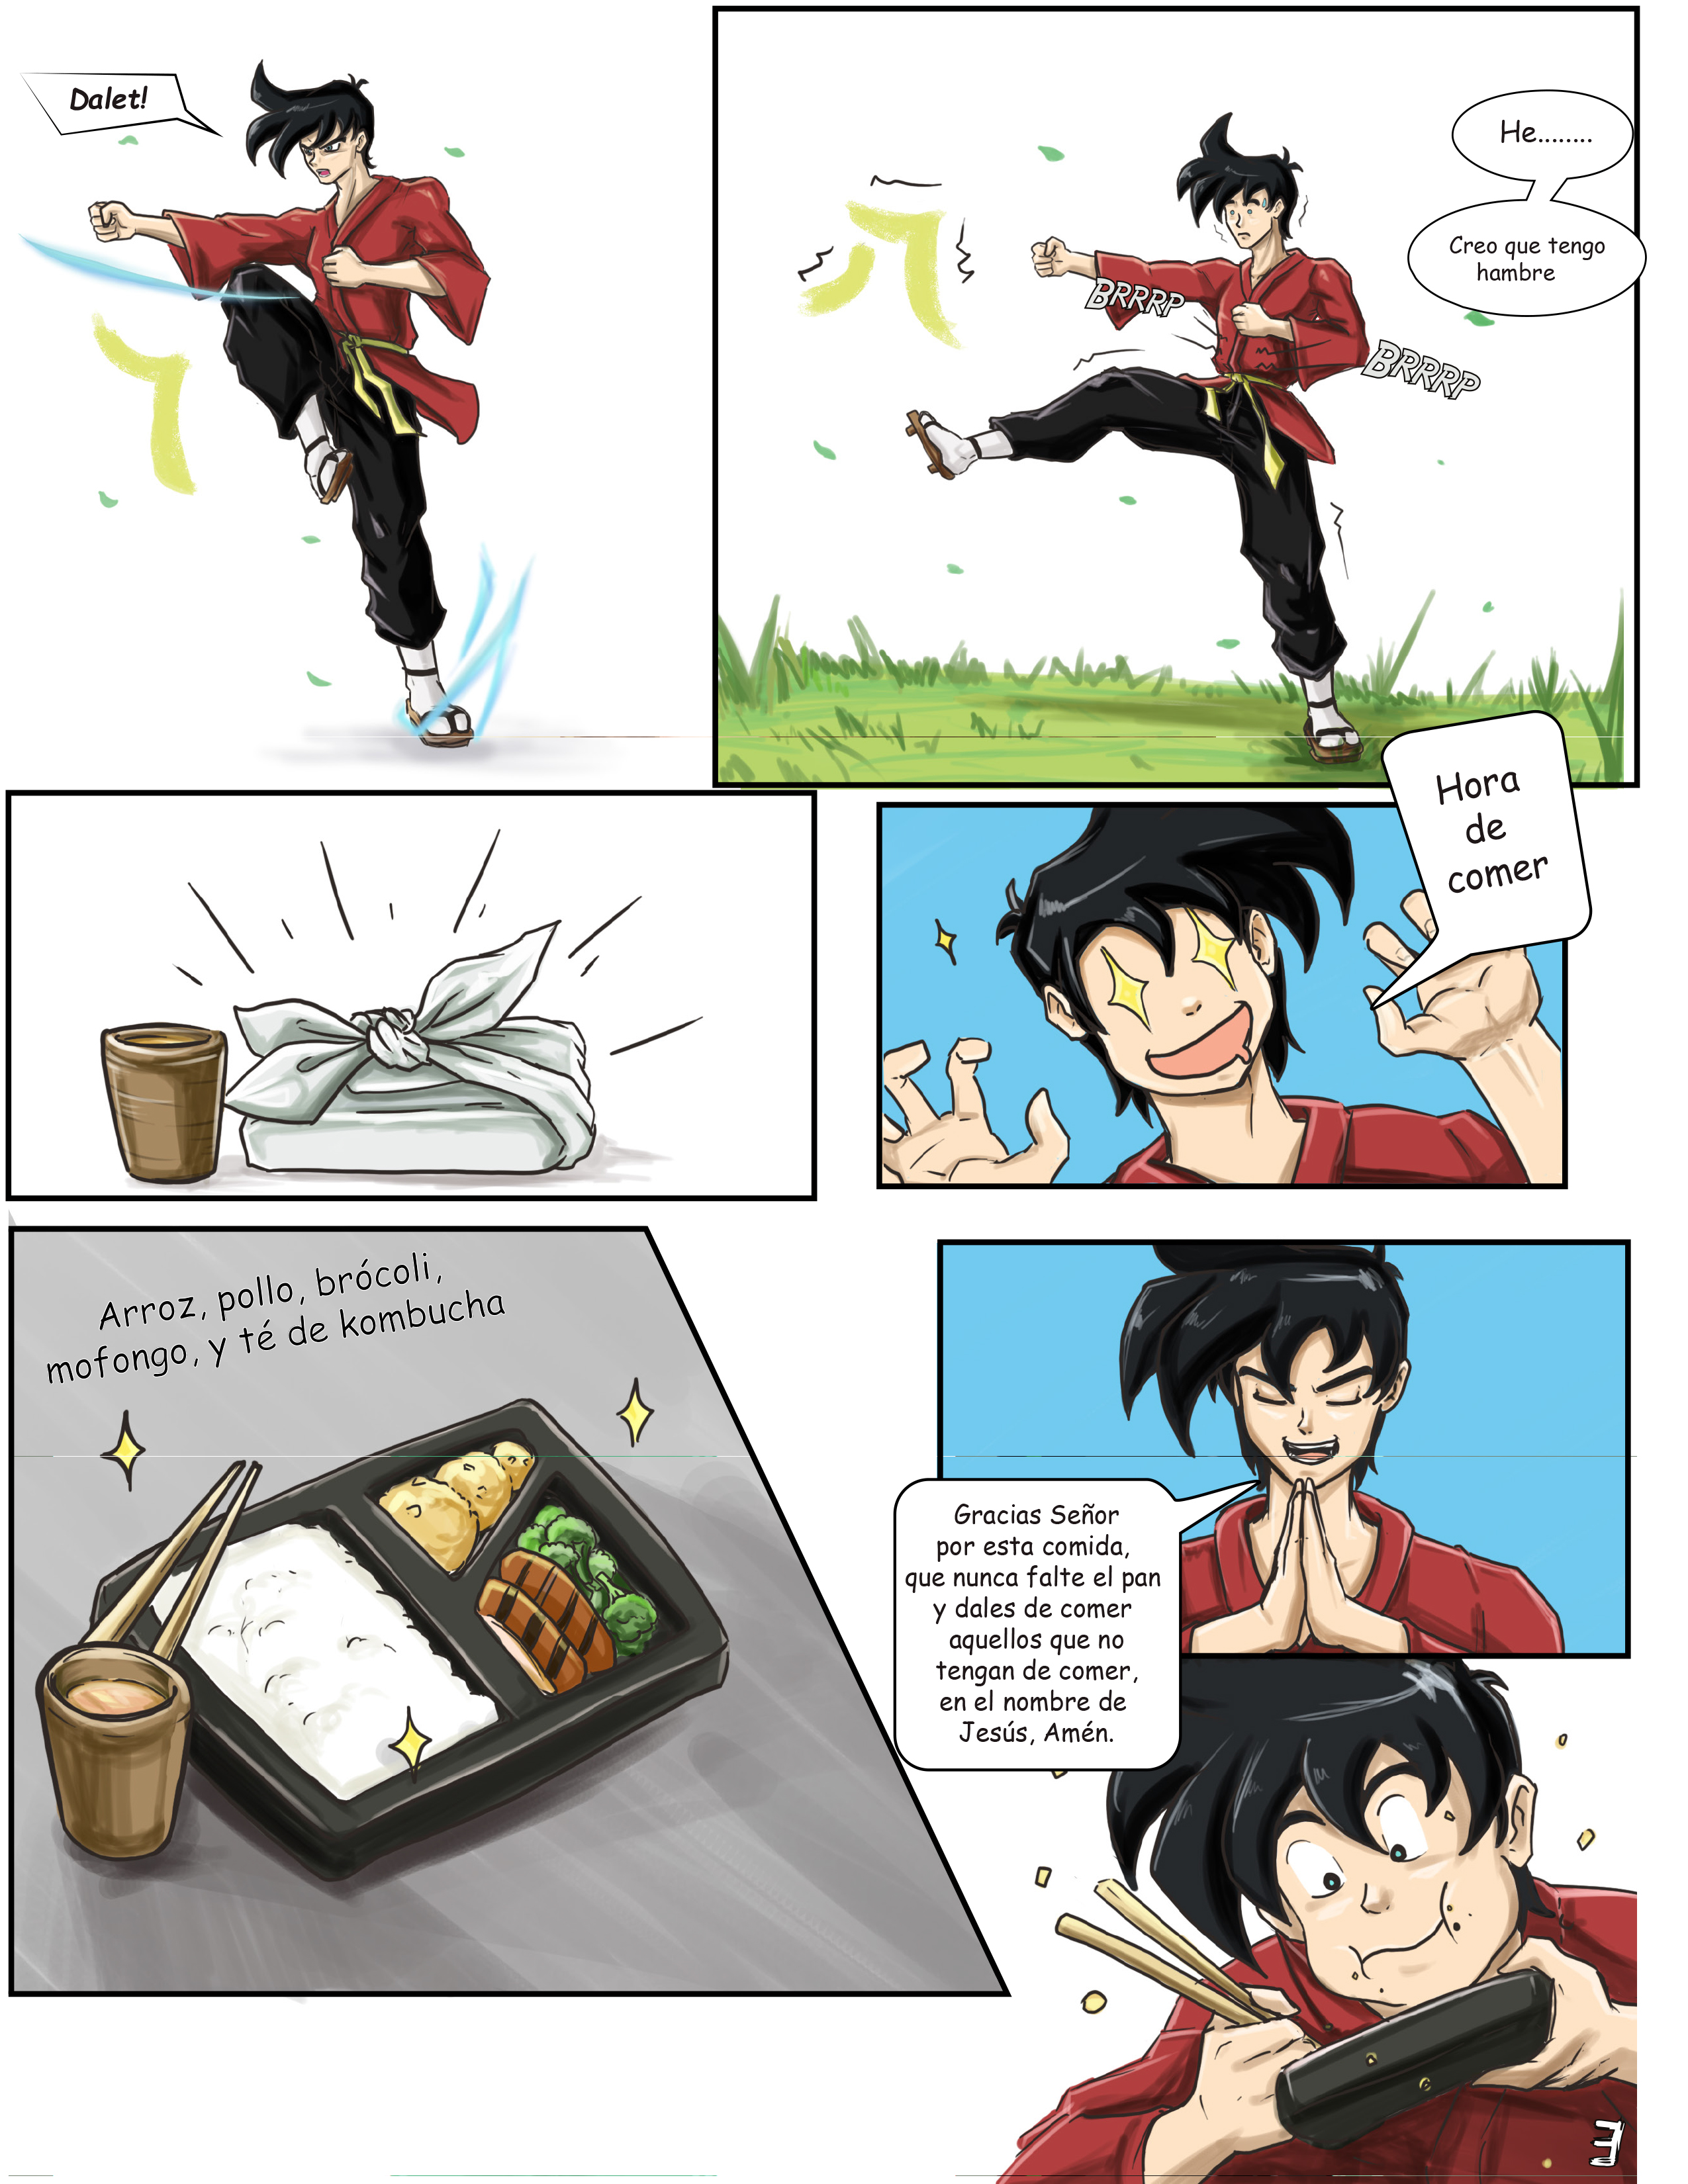 Dalet!
ד
He........
Creo que tengo
hambre
ה
BRRRP
BRRRP
Hora
de
comer
Arroz, pollo, brócoli,
mofongo, y té de kombucha
Gracias Señor
por esta comida,
que nunca falte el pan
y dales de comer
aquellos que no
tengan de comer,
en el nombre de
Jesús, Amén.